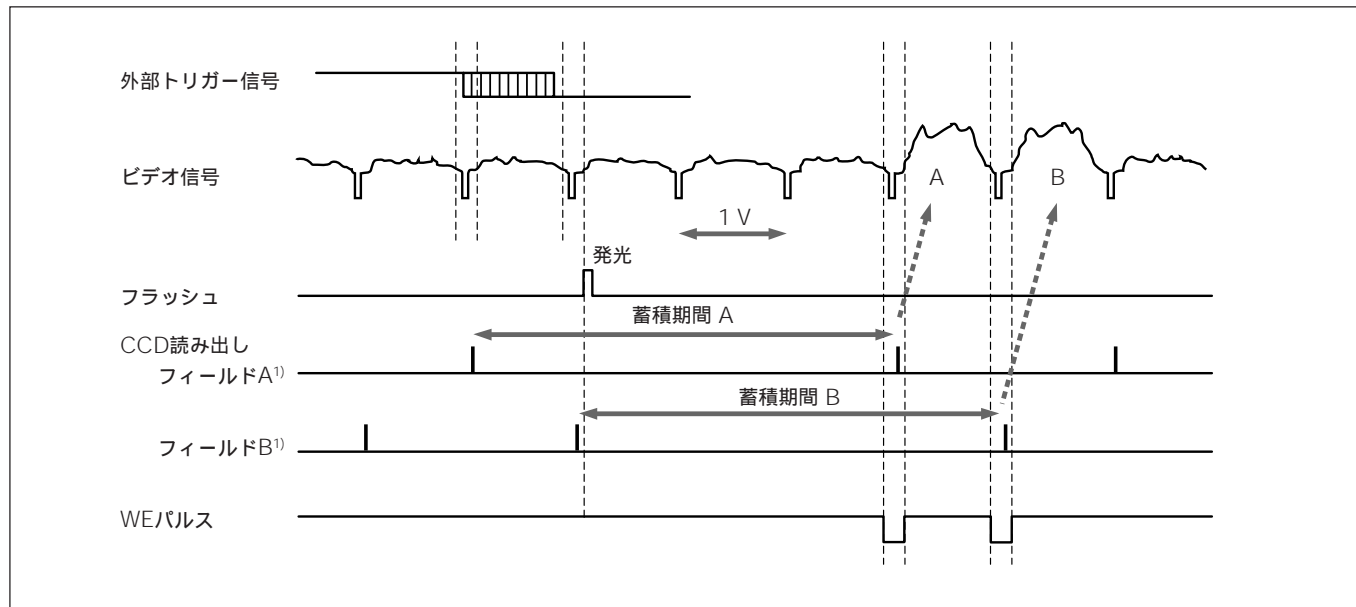 外部トリガー信号
ビデオ信号
A
B
1 V
発光
フラッシュ
蓄積期間 A
CCD読み出し
フィールドA1)
蓄積期間 B
フィールドB1)
WEパルス